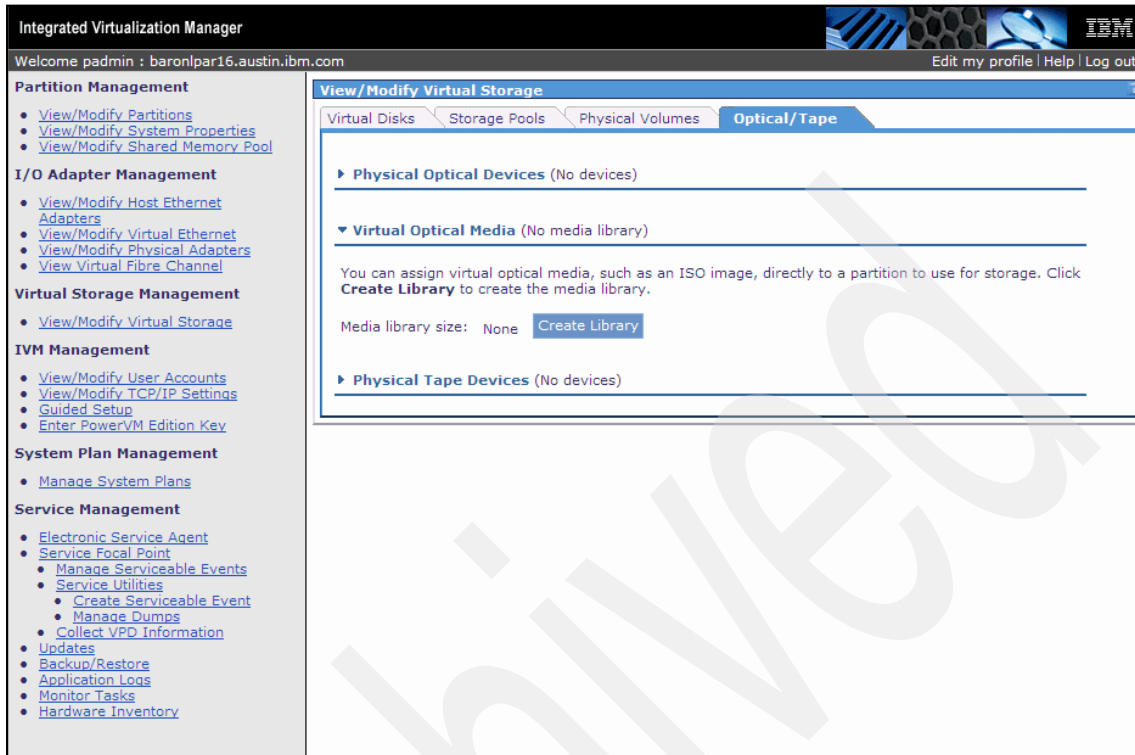 Integrated Virtualization Manager
IBM
Welcome padmin : baronlpar16.austin.ibm.com
Edit my profile | Help | Log out
Partition Management
View/Modify Partitions
View/Modify System Properties
View/Modify Shared Memory Pool
I/O Adapter Management
View/Modify Host Ethernet
Adapters
View/Modify Virtual Ethernet
View/Modify Physical Adapters
View Virtual Fibre Channel
Virtual Storage Management
View/Modify Virtual Storage
IVM Management
View/Modify User Accounts
View/Modify TCP/IP Settings
Guided Setup
Enter PowerVM Edition Key
System Plan Management
Manage System Plans
Service Management
Electronic Service Agent
Service Focal Point
Manage Serviceable Events
Service Utilities
Create Serviceable Event
Manage Dumps
Collect VPD Information
Updates
Backup/Restore
Application Logs
Monitor Tasks
Hardware Inventory
View/Modify Virtual Storage
?
Virtual Disks
Storage Pools
Physical Volumes
Optical/Tape
Physical Optical Devices (No devices)
Virtual Optical Media (No media library)
You can assign virtual optical media, such as an ISO image, directly to a partition to use for storage. Click
Create Library to create the media library.
Media library size: None Create Library
Physical Tape Devices (No devices)
hived